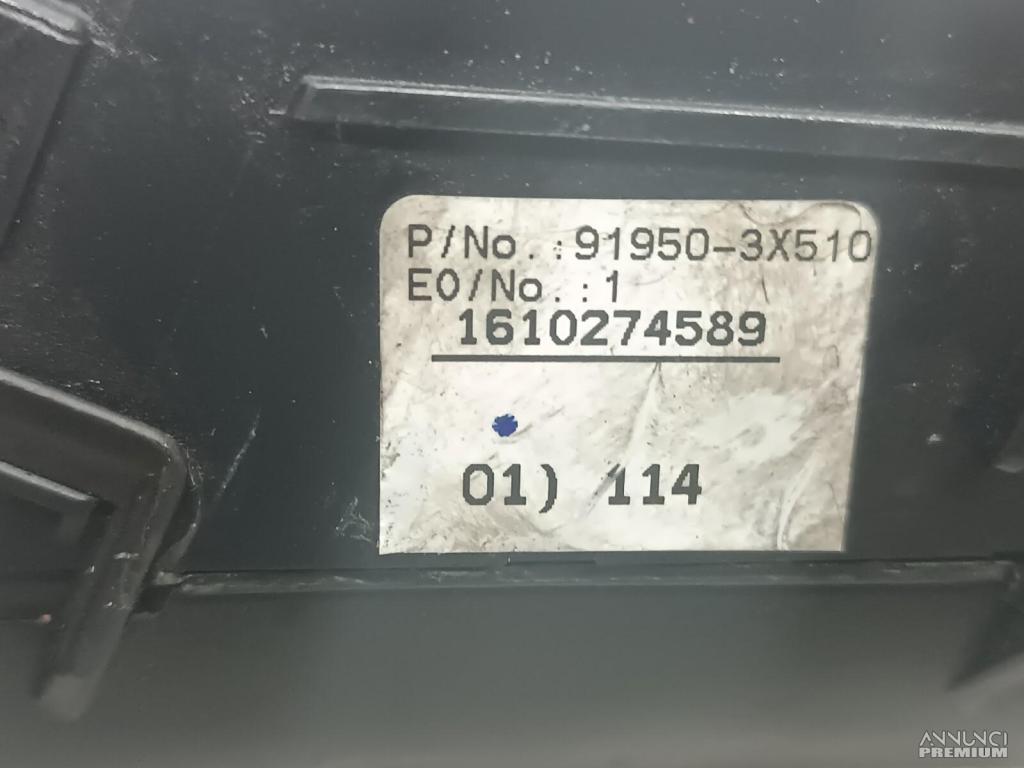 P/No.:91950-3X510
EO/No.:1
1610274589
01) 114
ANNUNCI
PREMIUM